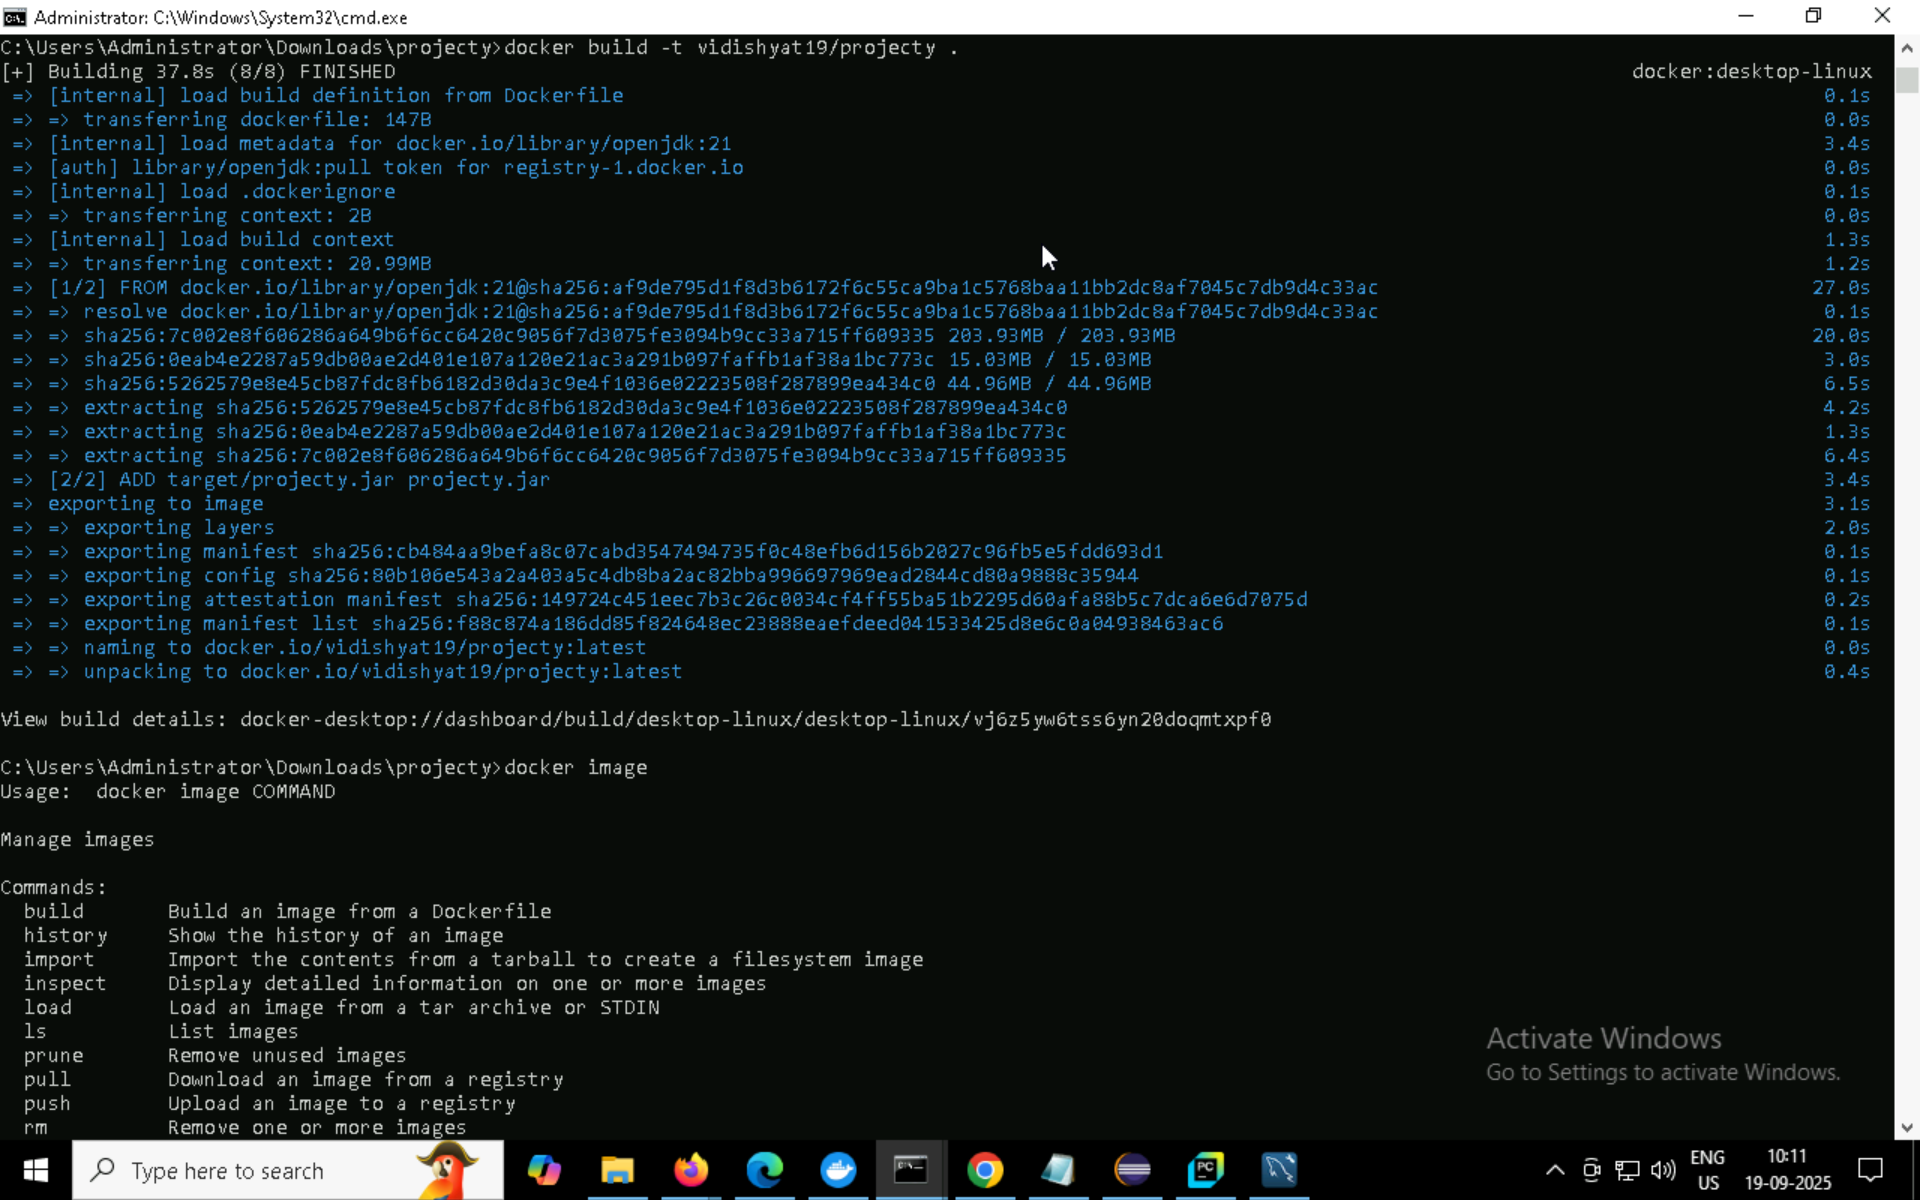 Administrator: C:\Windows\System32\cmd.exe
C:\Users\Administrator\Downloads\projecty>docker build -t vidishyat19/projecty .
[+] Building 37.8s (8/8) FINISHED docker:desktop-linux
=> [internal] load build definition from Dockerfile 0.1s
=> => transferring dockerfile: 147B 0.0s
=> [internal] load metadata for docker.io/library/openjdk:21 3.4s
=> [auth] library/openjdk:pull token for registry-1.docker.io 0.0s
=> [internal] load .dockerignore 0.1s
=> => transferring context: 2B 0.0s
=> [internal] load build context 1.3s
=> => transferring context: 20.99MB 1.2s
=> [1/2] FROM docker.io/library/openjdk:21@sha256:af9de795d1f8d3b6172f6c55ca9ba1c5768baa11bb2dc8af7045c7db9d4c33ac 27.0s
=> => resolve docker.io/library/openjdk:21@sha256:af9de795d1f8d3b6172f6c55ca9ba1c5768baa11bb2dc8af7045c7db9d4c33ac 0.1s
=> => sha256:7c002e8f606286a649b6f6cc6420c9056f7d3075fe3094b9cc33a715ff609335 203.93MB / 203.93MB 20.0s
=> => sha256:0eab4e2287a59db00ae2d401e107a120e21ac3a291b097faffb1af38a1bc773c 15.03MB / 15.03MB 3.0s
=> => sha256:5262579e8e45cb87fdc8fb6182d30da3c9e4f1036e02223508f287899ea434c0 44.96MB / 44.96MB 6.5s
=> => extracting sha256:5262579e8e45cb87fdc8fb6182d30da3c9e4f1036e02223508f287899ea434c0 4.2s
=> => extracting sha256:0eab4e2287a59db00ae2d401e107a120e21ac3a291b097faffb1af38a1bc773c 1.3s
=> => extracting sha256:7c002e8f606286a649b6f6cc6420c9056f7d3075fe3094b9cc33a715ff609335 6.4s
=> [2/2] ADD target/projecty.jar projecty.jar 3.4s
=> exporting to image 3.1s
=> => exporting layers 2.0s
=> => exporting manifest sha256:cb484aa9befa8c07cabd3547494735f0c48efb6d156b2027c96fb5e5fdd693d1 0.1s
=> => exporting config sha256:80b106e543a2a403a5c4db8ba2ac82bba996697969ead2844cd80a9888c35944 0.1s
=> => exporting attestation manifest sha256:149724c451eec7b3c26c0034cf4ff55ba51b2295d60afa88b5c7dca6e6d7075d 0.2s
=> => exporting manifest list sha256:f88c874a186dd85f824648ec23888eaefdeed041533425d8e6c0a04938463ac6 0.1s
=> => naming to docker.io/vidishyat19/projecty:latest 0.0s
=> => unpacking to docker.io/vidishyat19/projecty:latest 0.4s
View build details: docker-desktop://dashboard/build/desktop-linux/desktop-linux/vj6z5yw6tss6yn20doqmtxpf0
C:\Users\Administrator\Downloads\projecty>docker image
Usage:  docker image COMMAND
Manage images
Commands:
build Build an image from a Dockerfile
history Show the history of an image
import Import the contents from a tarball to create a filesystem image
inspect Display detailed information on one or more images
load Load an image from a tar archive or STDIN
ls List images
prune Remove unused images
pull Download an image from a registry
push Upload an image to a registry
rm Remove one or more images
Activate Windows
Go to Settings to activate Windows.
Type here to search
PC
ENG
US
10:11
19-09-2025